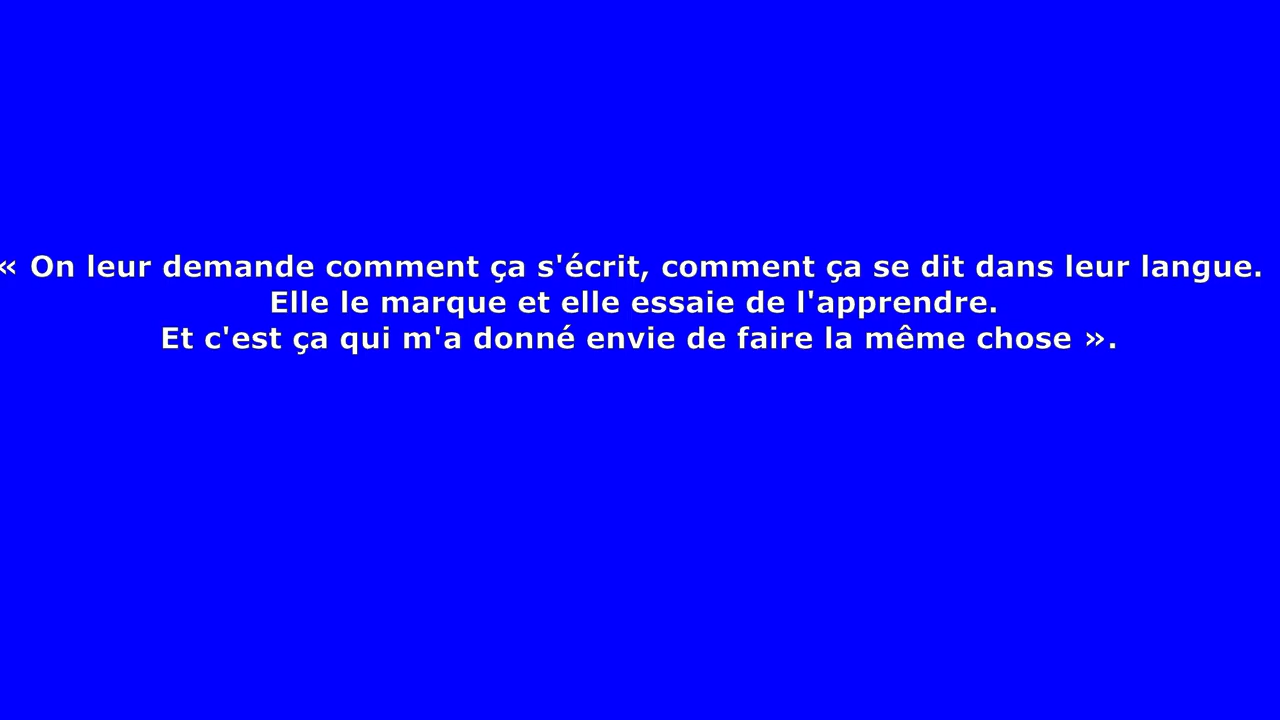 « On leur demande comment ça s'écrit, comment ça se dit dans leur langue.
Elle le marque et elle essaie de l'apprendre.
Et c'est ça qui m'a donné envie de faire la même chose ».